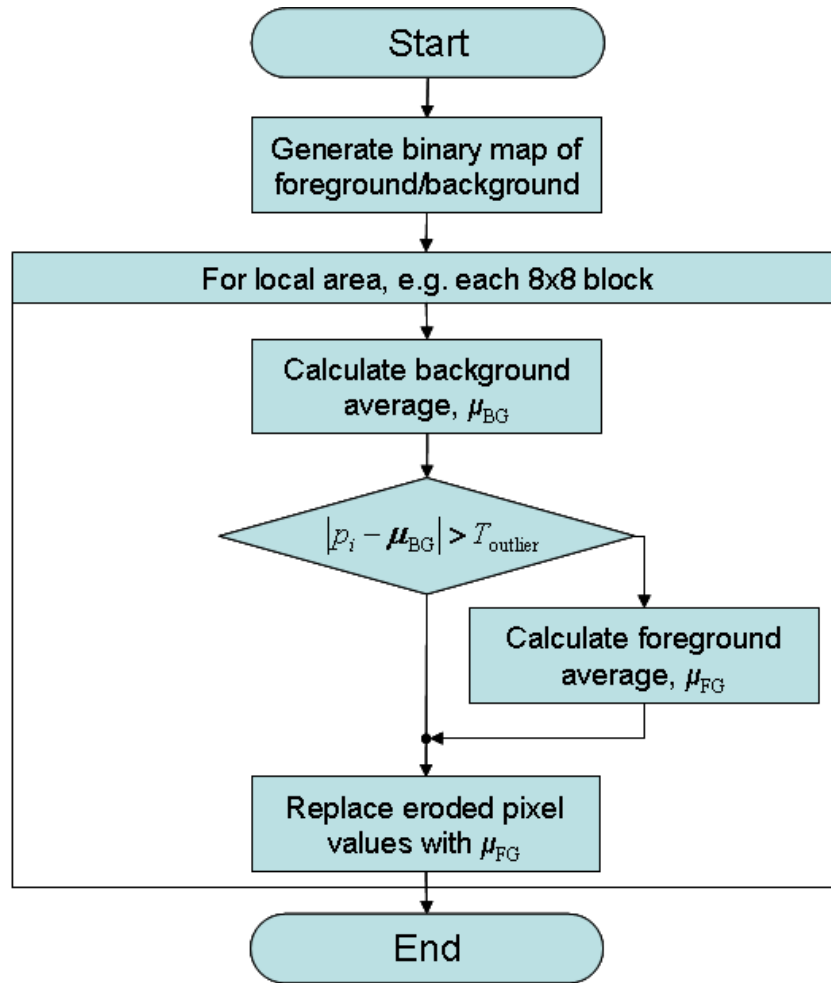 Start
Generate binary map of
foreground/background
For local area, e.g. each 8x8 block
Calculate background
average, μBG
|pi − μBG| > Toutlier
Calculate foreground
average, μFG
Replace eroded pixel
values with μFG
End